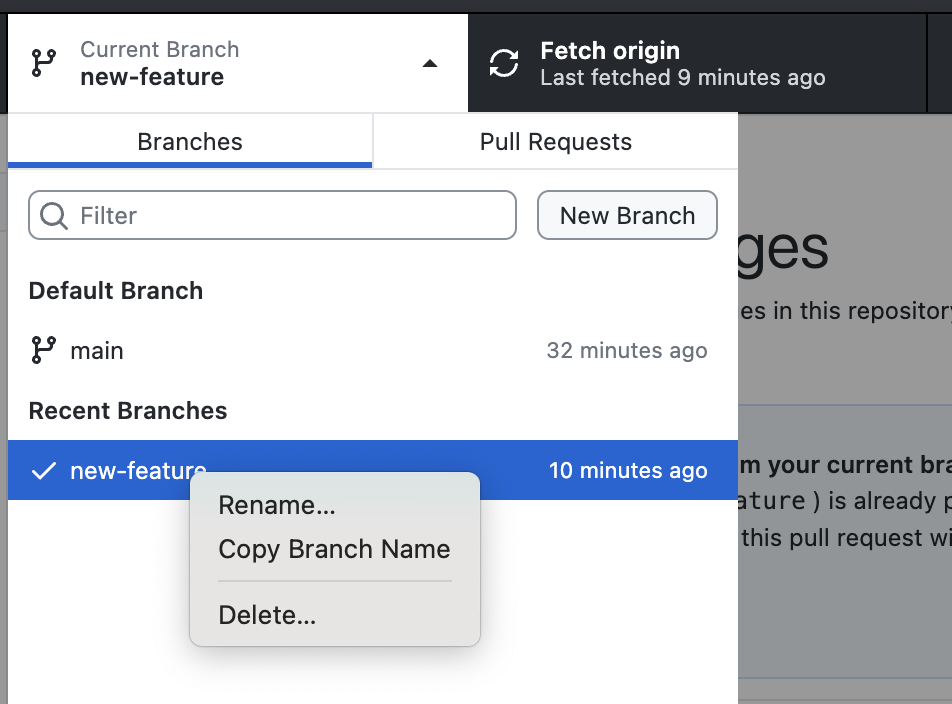 Current Branch
new-feature
Fetch origin
Last fetched 9 minutes ago
Branches
Pull Requests
Filter
New Branch
ges
es in this repository
Default Branch
main
32 minutes ago
Recent Branches
new-feature
10 minutes ago
m your current bra
ature ) is already p
this pull request wi
Rename...
Copy Branch Name
Delete...